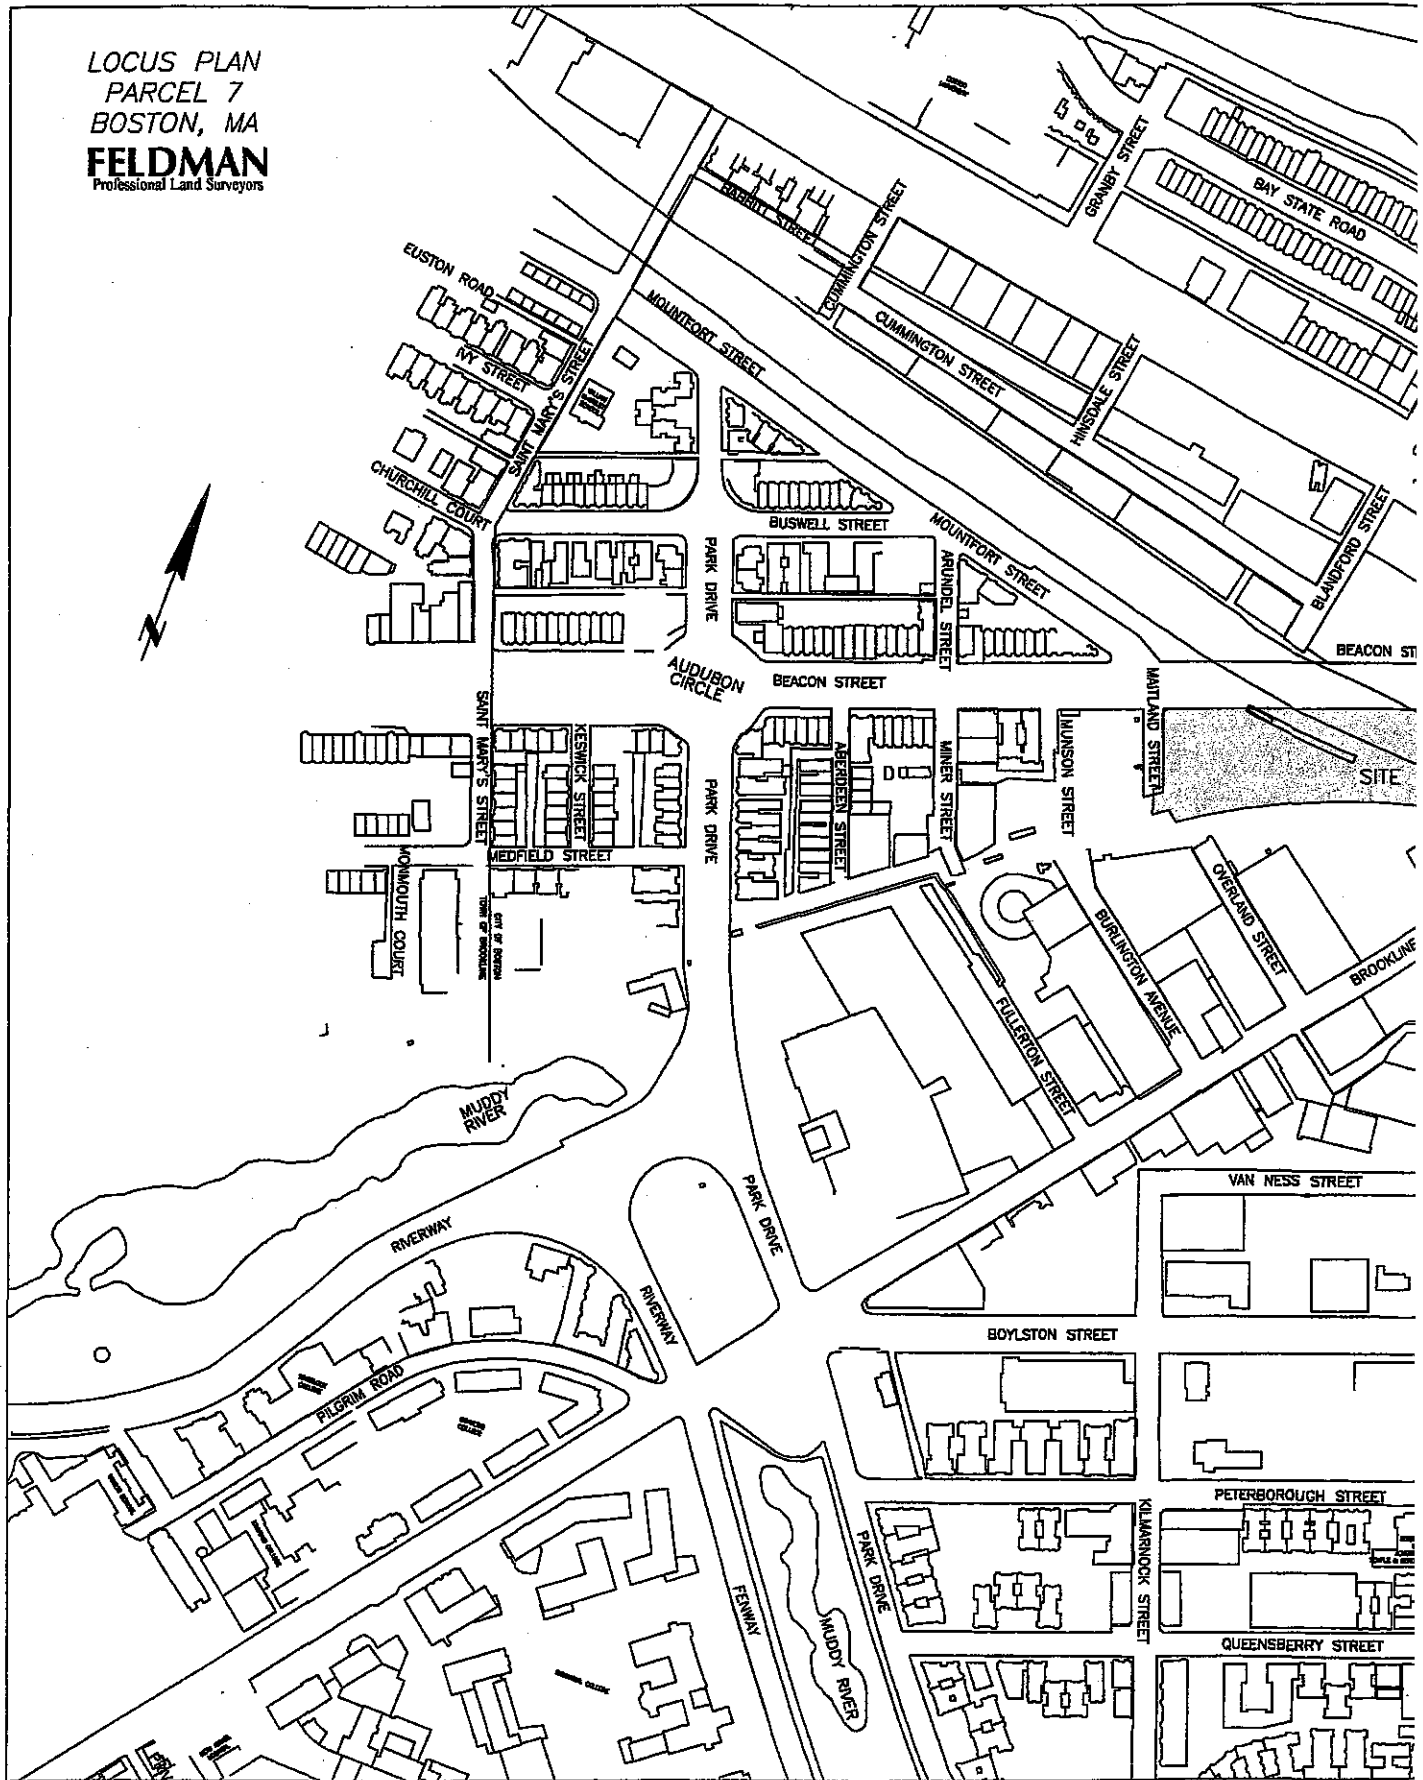 LOCUS PLAN
PARCEL 7
BOSTON, MA
FELDMAN
Professional Land Surveyors
GRANBY STREET
BAY STATE ROAD
BABBITT STREET
CUMMINGTON STREET
EUSTON ROAD
MOUNTFORT STREET
CUMMINGTON STREET
IVY STREET
SAINT MARY'S STREET
HINSDALE STREET
CHURCHILL COURT
BUSWELL STREET
MOUNTFORT STREET
BLANDFORD STREET
PARK DRIVE
ARUNDEL STREET
BEACON ST
AUDUBON
CIRCLE
BEACON STREET
MAITLAND STREET
SAINT MARY'S STREET
KESWICK STREET
PARK DRIVE
ABERDEEN STREET
MINER STREET
MUNSON STREET
SITE
MEDFIELD STREET
MONMOUTH COURT
CITY OF BOSTON
TOWN OF BROOKLINE
OVERLAND STREET
BURLINGTON AVENUE
BROOKLINE
FULLERTON STREET
MUDDY
RIVER
VAN NESS STREET
PARK DRIVE
RIVERWAY
RIVERWAY
BOYLSTON STREET
PILGRIM ROAD
PETERBOROUGH STREET
KILMARNOCK STREET
PARK DRIVE
FENWAY
MUDDY RIVER
QUEENSBERRY STREET